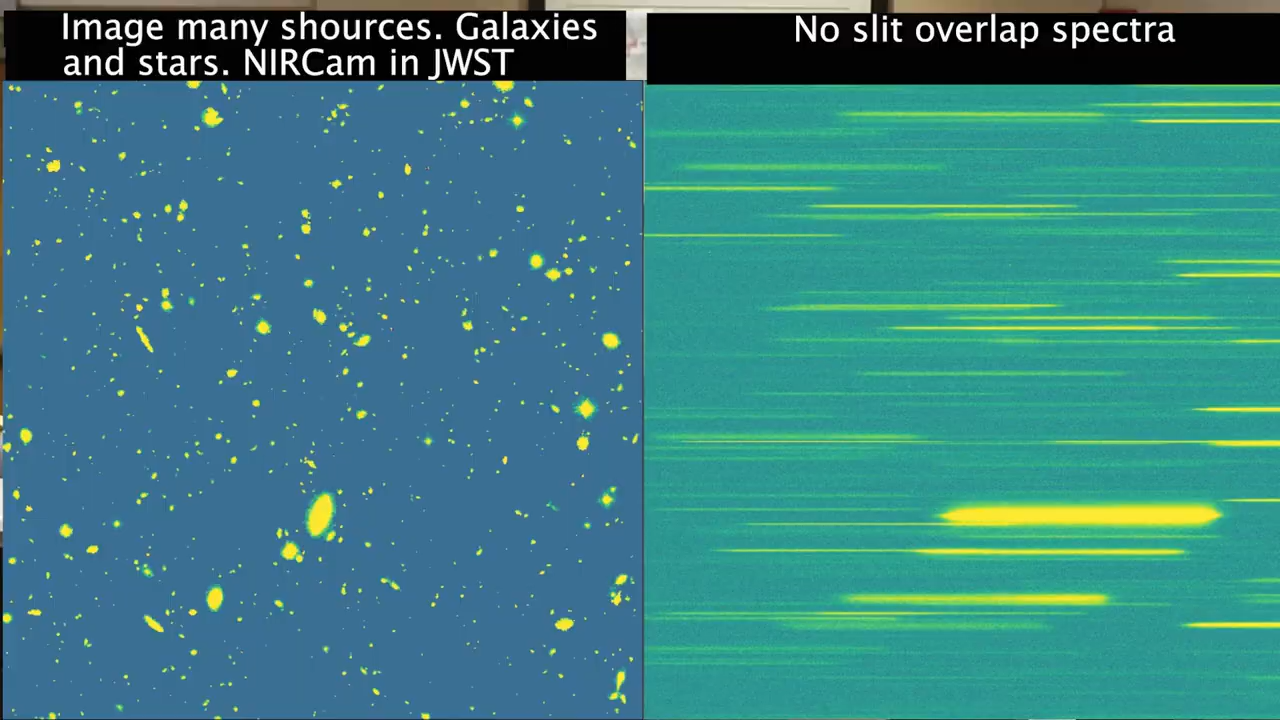 Image many shources. Galaxies
and stars. NIRCam in JWST
No slit overlap spectra